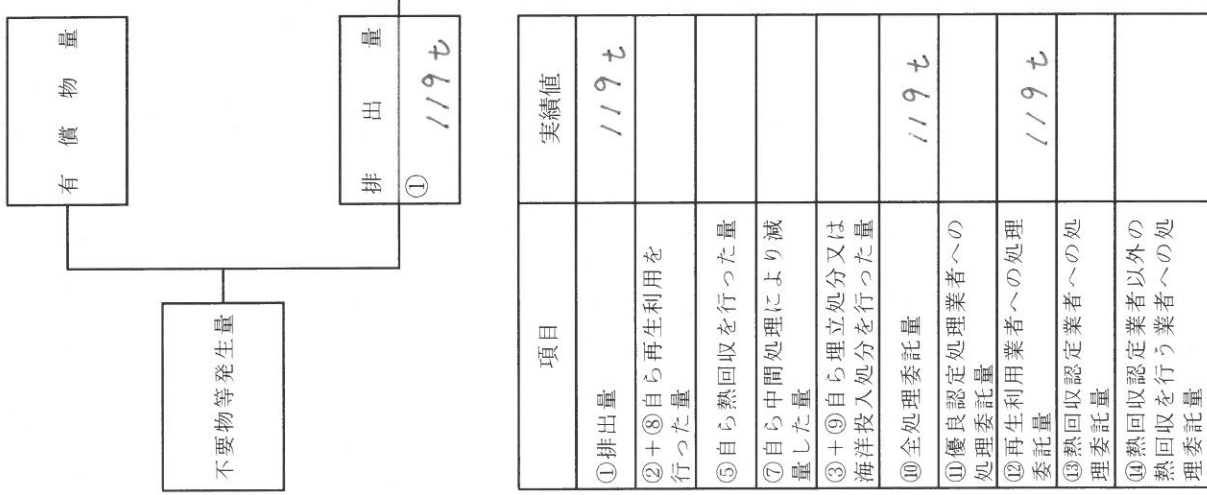 有償物量
排出量
①
119t
不要物等発生量
項目
実績値
①排出量
119t
②+⑧自ら再生利用を
行った量
⑤自ら熱回収を行った量
⑦自ら中間処理により減
量した量
③+⑨自ら埋立処分又は
海洋投入処分を行った量
⑩全処理委託量
119t
⑪優良認定処理業者への
処理委託量
⑫再生利用業者への処理
委託量
119t
⑬熱回収認定業者への処
理委託量
⑭熱回収認定業者以外の
熱回収を行う業者への処
理委託量